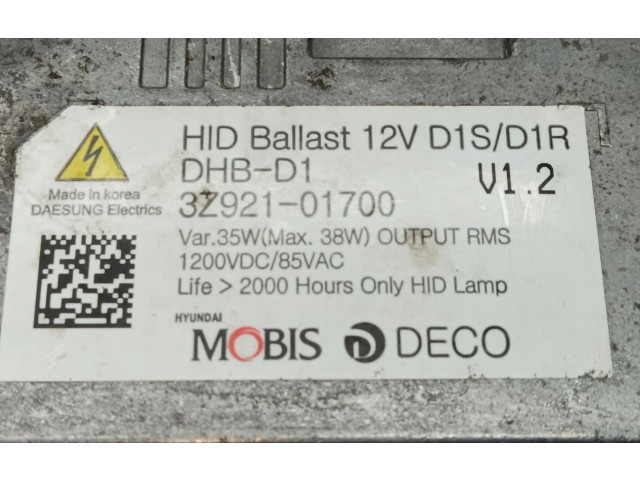 HID Ballast 12V D1S/D1R
DHB-D1 V1.2
Made in korea
DAESUNG Electrics
3Z921-01700
Var.35W(Max. 38W) OUTPUT RMS
1200VDC/85VAC
Life > 2000 Hours Only HID Lamp
HYUNDAI
MOBIS DECO